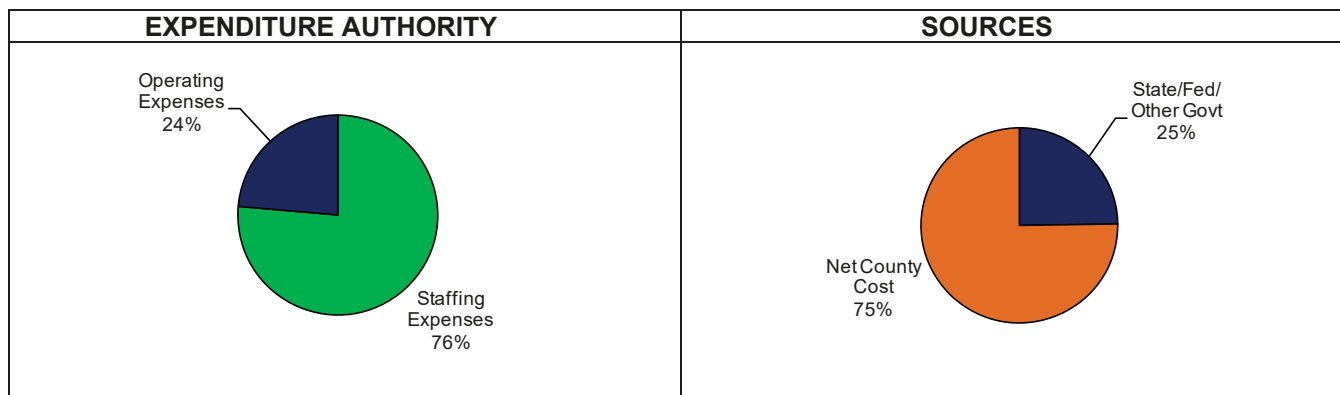 EXPENDITURE AUTHORITY
Operating
Expenses
24%
Staffing
Expenses
76%
SOURCES
State/Fed/
Other Govt
25%
Net County
Cost
75%